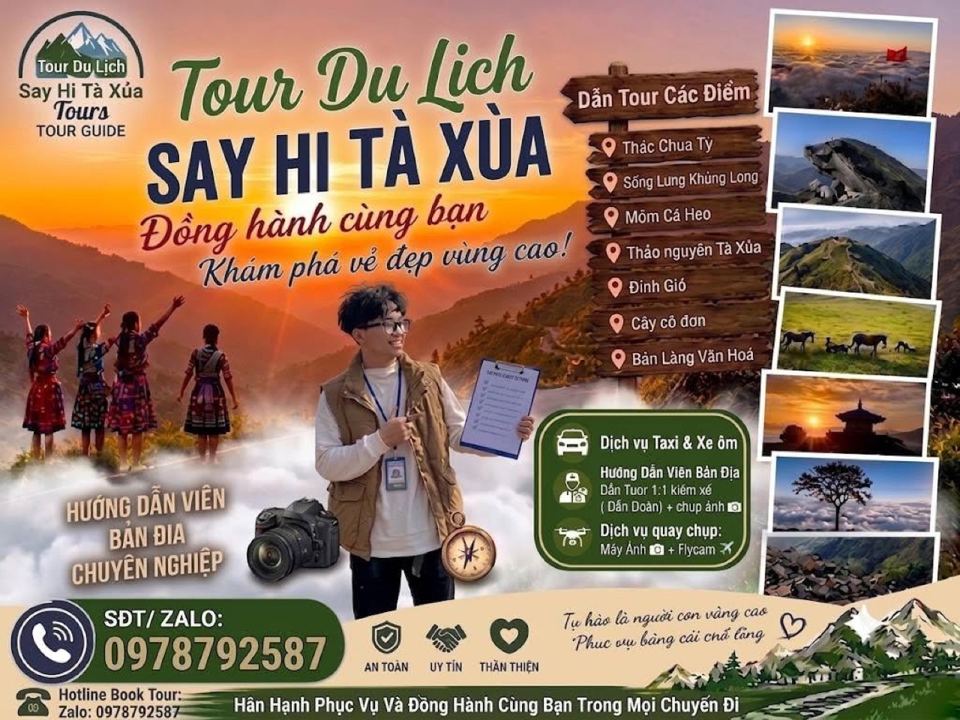 Tour Du Lịch
Say Hi Tà Xủa
Tours
TOUR GUIDE
Tour Du Lịch
SAY HI TÀ XÙA
Đồng hành cùng bạn
Khám phá vẻ đẹp vùng cao!
Dẫn Tour Các Điểm
Thác Chua Tỳ
Sống Lưng Khủng Long
Mõm Cá Heo
Thảo nguyên Tà Xủa
Đỉnh Gió
Cây cô đơn
Bản Làng Văn Hoá
Dịch vụ Taxi & Xe ôm
Hướng Dẫn Viên Bản Địa
Dẫn Tuor 1:1 kiêm xế
( Dẫn Đoàn) + chụp ảnh
Dịch vụ quay chụp:
Máy Ảnh + Flycam
HƯỚNG DẪN VIÊN
BẢN ĐỊA
CHUYÊN NGHIỆP
SĐT/ ZALO:
0978792587
AN TOÀN
UY TÍN
THÂN THIỆN
Tự hào là người con vùng cao
Phục vụ bằng cái
Hotline Book Tour:
Zalo: 0978792587
Hân Hạnh Phục Vụ Và Đồng Hành Cùng Bạn Trong Mọi Chuyến Đi